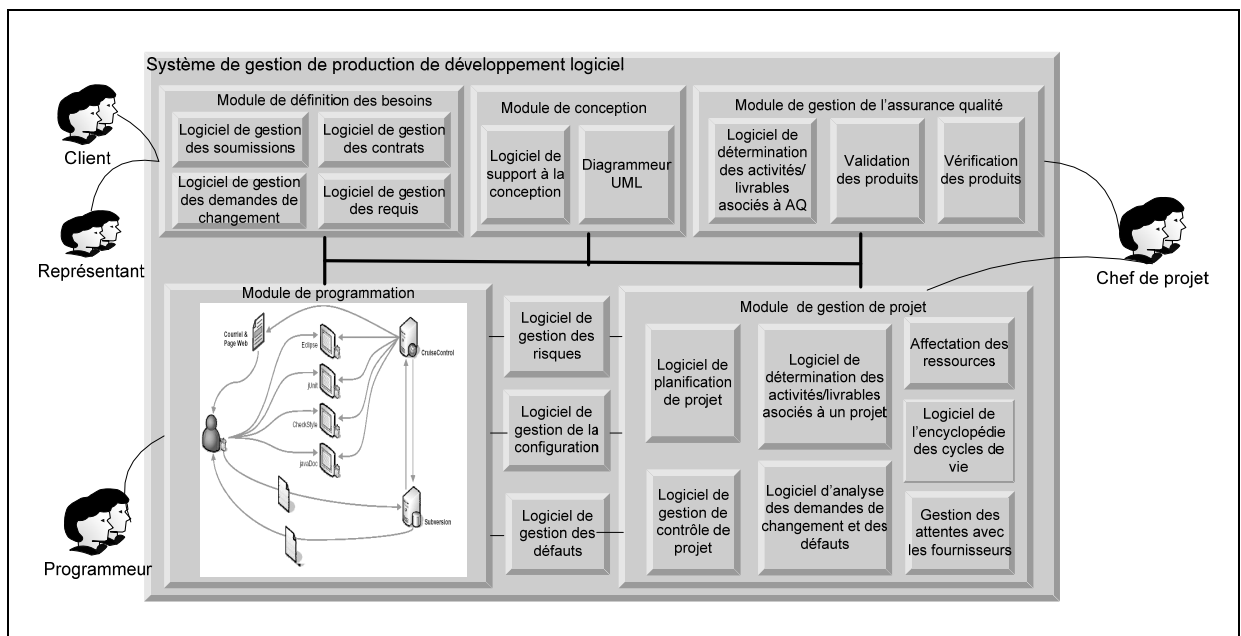 Système de gestion de production de développement logiciel
Client
Représentant
Programmeur
Chef de projet
Module de définition des besoins
Logiciel de gestion
des soumissions
Logiciel de gestion
des contrats
Logiciel de gestion
des demandes de
changement
Logiciel de gestion
des requis
Module de conception
Logiciel de
support à la
conception
Diagrammeur
UML
Module de gestion de l'assurance qualité
Logiciel de
détermination
des activités/
livrables
asociés à AQ
Validation
des produits
Vérification
des produits
Module de programmation
Courriel &
Page Web
Eclipse
jUnit
CheckStyle
javaDoc
CruiseControl
Subversion
Logiciel de
gestion des
risques
Logiciel de
gestion de la
configuration
Logiciel de
gestion des
défauts
Module de gestion de projet
Logiciel de
planification
de projet
Logiciel de
détermination des
activités/livrables
asociés à un projet
Affectation des
ressources
Logiciel de
l'encyclopédie
des cycles de
vie
Logiciel de
gestion de
contrôle de
projet
Logiciel d'analyse
des demandes de
changement et des
défauts
Gestion des
attentes avec
les fournisseurs